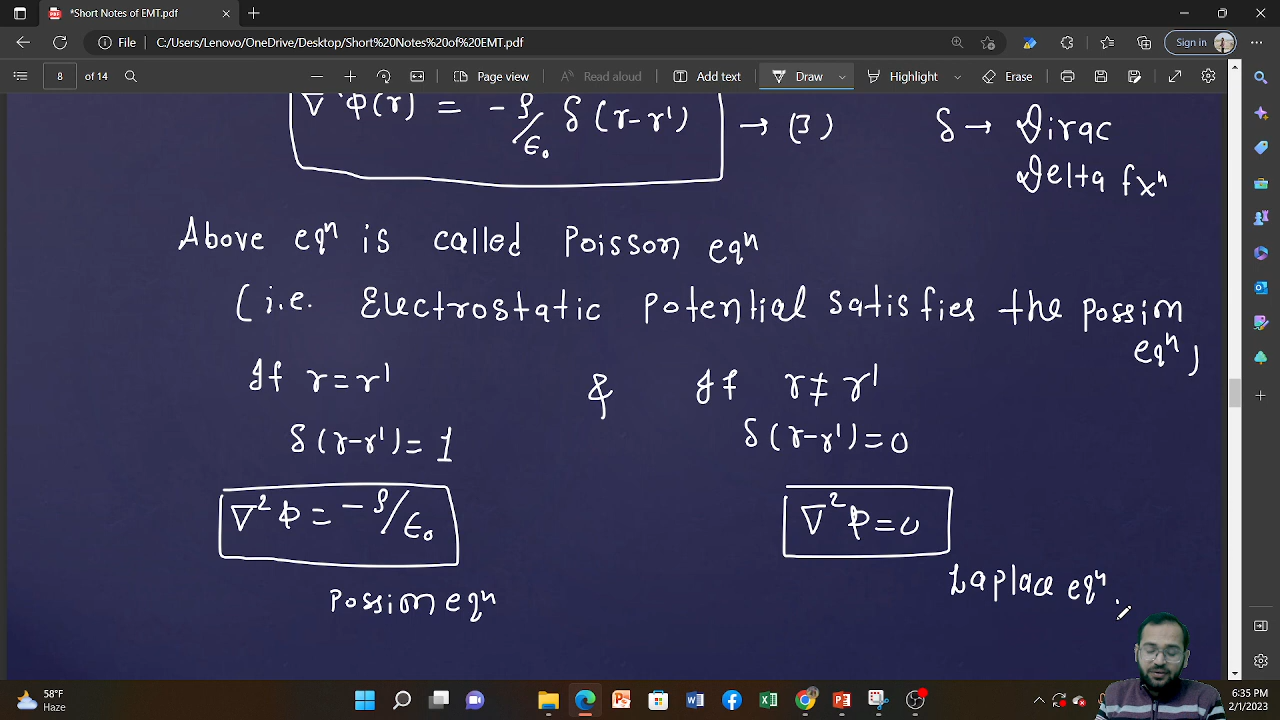 *Short Notes of EMT.pdf
File C:/Users/Lenovo/OneDrive/Desktop/Short%20Notes%20of%20EMT.pdf Sign in
8 of 14 Page view Read aloud Add text Draw Highlight Erase
∇²Φ(r) = -ρ/ε₀ δ(r-r') → (3)
δ → Dirac
Delta fxⁿ
Above eqⁿ is called Poisson eqⁿ
(i.e. Electrostatic Potential satisfies the possion
eqⁿ)
If r=r' & If r≠r'
δ(r-r')=1 δ(r-r')=0
∇²Φ=-ρ/ε₀ ∇²Φ=0
Possion eqⁿ Laplace eqⁿ.
58°F
Haze
6:35 PM
2/1/2023